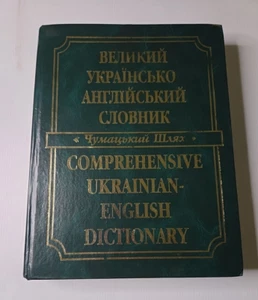 ВЕЛИКИЙ
УКРАЇНСЬКО
АНГЛІЙСЬКИЙ
СЛОВНИК
« Чумацький Шлях »
COMPREHENSIVE
UKRAINIAN-
ENGLISH
DICTIONARY